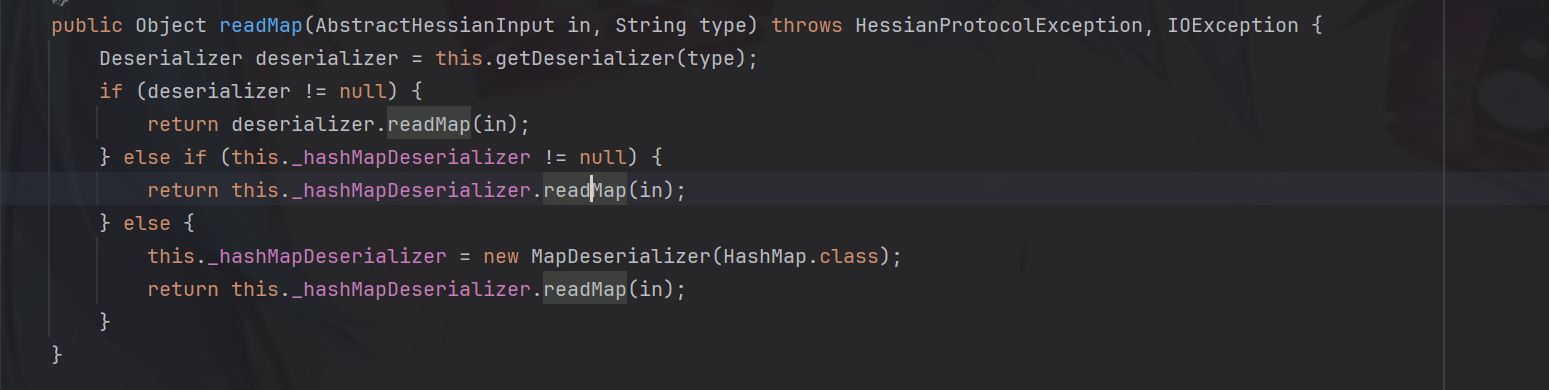 public Object readMap(AbstractHessianInput in, String type) throws HessianProtocolException, IOException {
    Deserializer deserializer = this.getDeserializer(type);
    if (deserializer != null) {
        return deserializer.readMap(in);
    } else if (this._hashMapDeserializer != null) {
        return this._hashMapDeserializer.readMap(in);
    } else {
        this._hashMapDeserializer = new MapDeserializer(HashMap.class);
        return this._hashMapDeserializer.readMap(in);
    }
}